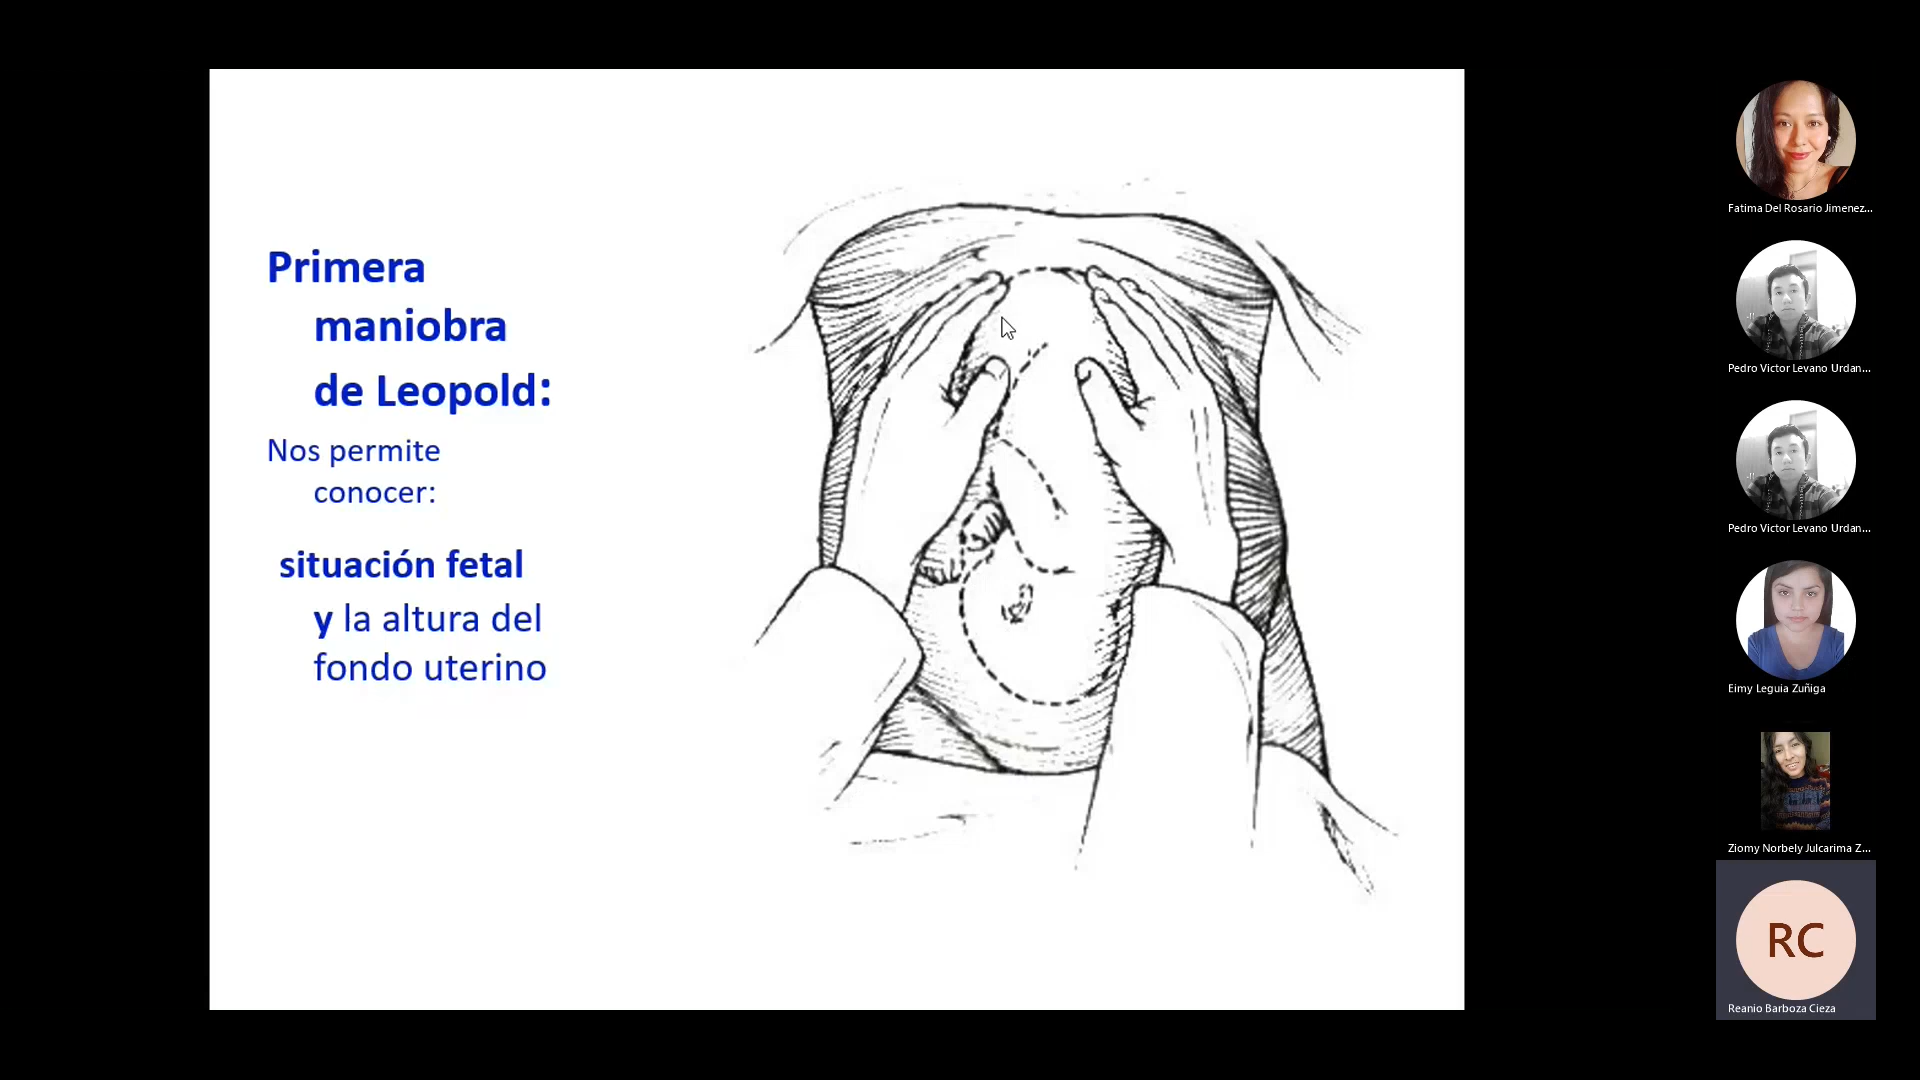 Primera
maniobra
de Leopold:
Nos permite
conocer:
situación fetal
y la altura del
fondo uterino
Fatima Del Rosario Jimenez...
Pedro Victor Levano Urdan...
Pedro Victor Levano Urdan...
Eimy Leguia Zuñiga
Ziomy Norbely Julcarima Z...
RC
Reanio Barboza Cieza